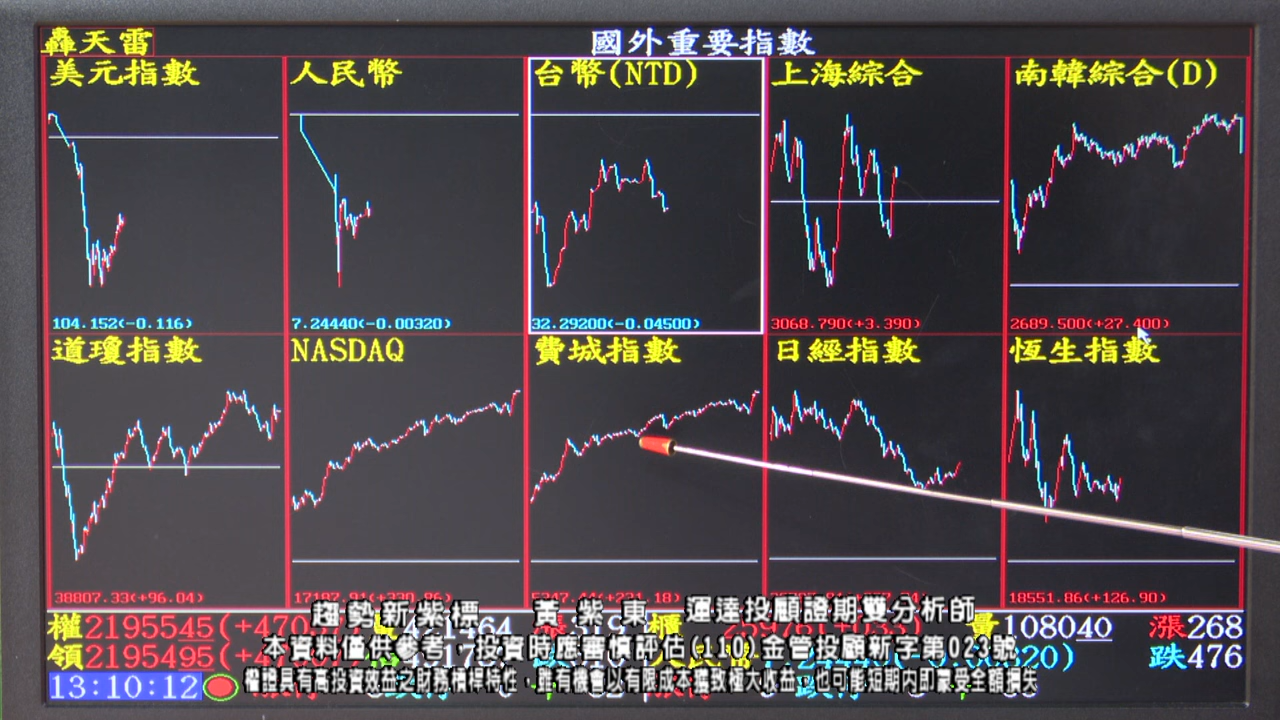 轟天雷 國外重要指數
美元指數 人民幣 台幣(NTD) 上海綜合 南韓綜合(D)
104.152(-0.116) 7.24440(-0.00320) 32.29200(-0.04500) 3068.790(+3.390) 2689.500(+27.400)
道瓊指數 NASDAQ 費城指數 日經指數 恆生指數
38807.33(+96.04) 18551.86(+126.90)
趨勢新紫標 黃紫東 運達投顧證期雙分析師
權2195545 量108040 漲268
本資料僅供參考，投資時應審慎評估(110)金管投顧新字第023號
領2195495 跌476
權證具有高投資效益之財務槓桿特性，雖有機會以有限成本獲致極大收益，也可能短期內即蒙受全額損失
13:10:12